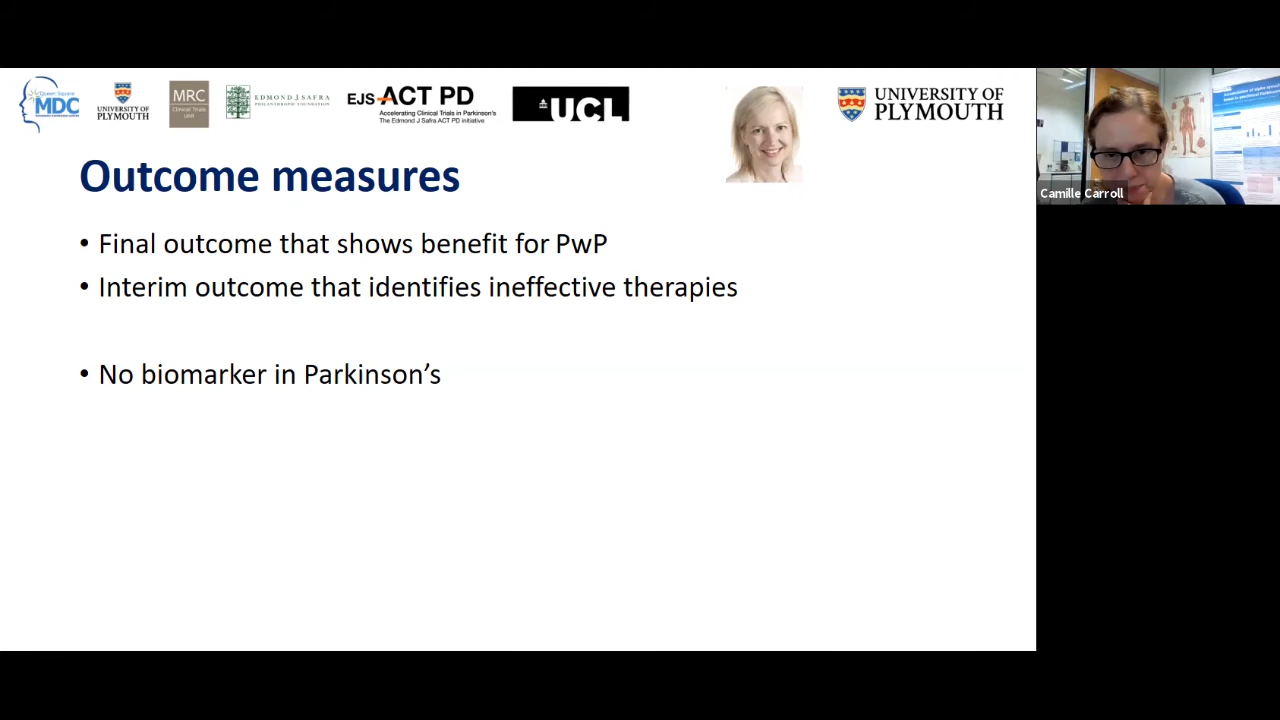 Queen Square
MDC
UNIVERSITY OF
PLYMOUTH
MRC
Clinical Trials
Unit
EDMOND J SAFRA
PHILANTHROPIC FOUNDATION
EJS ACT PD
Accelerating Clinical Trials in Parkinson's
The Edmond J Safra ACT PD Initiative
UCL
UNIVERSITY OF
PLYMOUTH
Outcome measures
• Final outcome that shows benefit for PwP
• Interim outcome that identifies ineffective therapies
• No biomarker in Parkinson’s
Camille Carroll